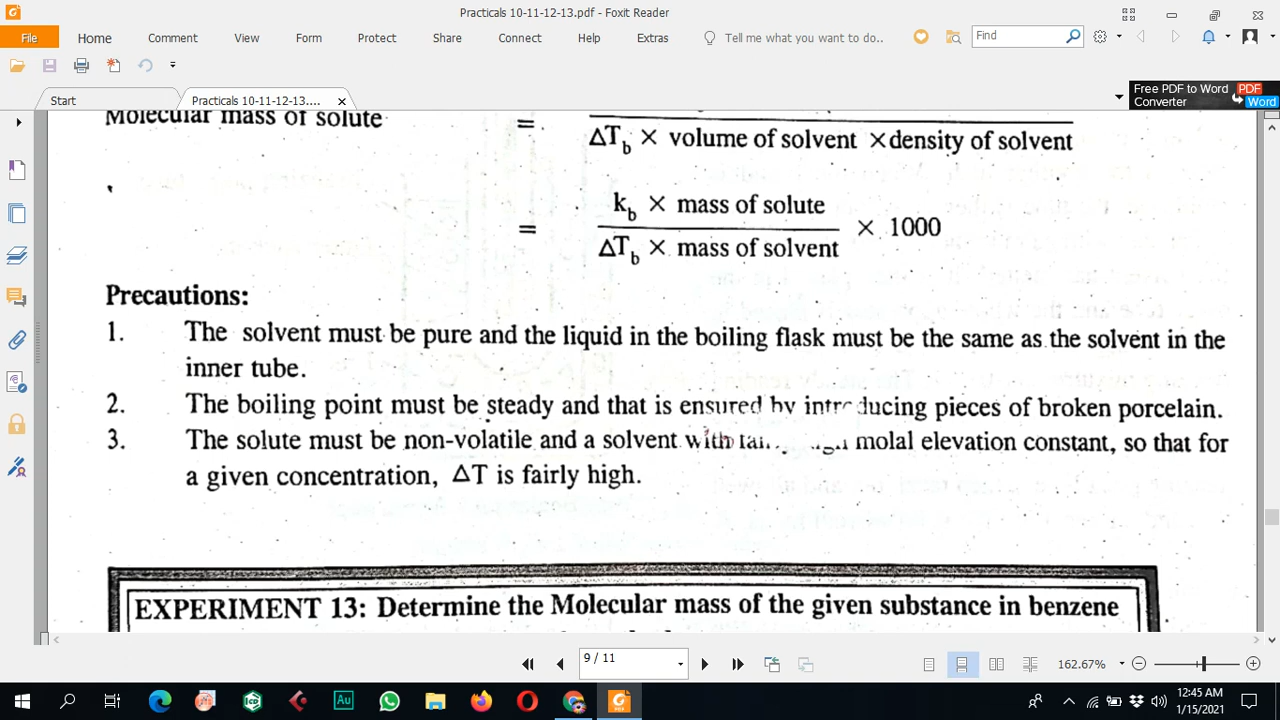 Practicals 10-11-12-13.pdf - Foxit Reader
File Home Comment View Form Protect Share Connect Help Extras Tell me what you want to do.. Find
Start Practicals 10-11-12-13.... Free PDF to Word Converter PDF Word
Molecular mass of solute =
ΔTb × volume of solvent × density of solvent
kb × mass of solute
= × 1000
ΔTb × mass of solvent
Precautions:
1. The solvent must be pure and the liquid in the boiling flask must be the same as the solvent in the
inner tube.
2. The boiling point must be steady and that is ensured by introducing pieces of broken porcelain.
3. The solute must be non-volatile and a solvent with molal elevation constant, so that for
a given concentration, ΔT is fairly high.
EXPERIMENT 13: Determine the Molecular mass of the given substance in benzene
9 / 11 162.67%
Au 12:45 AM
1/15/2021